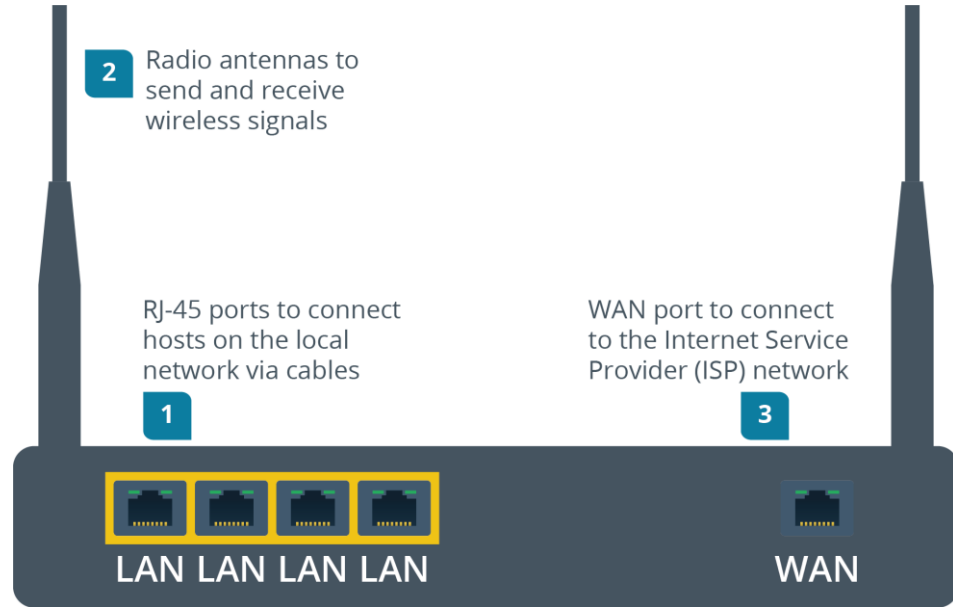 2
Radio antennas to
send and receive
wireless signals
RJ-45 ports to connect
hosts on the local
network via cables
1
WAN port to connect
to the Internet Service
Provider (ISP) network
3
LAN LAN LAN LAN
WAN